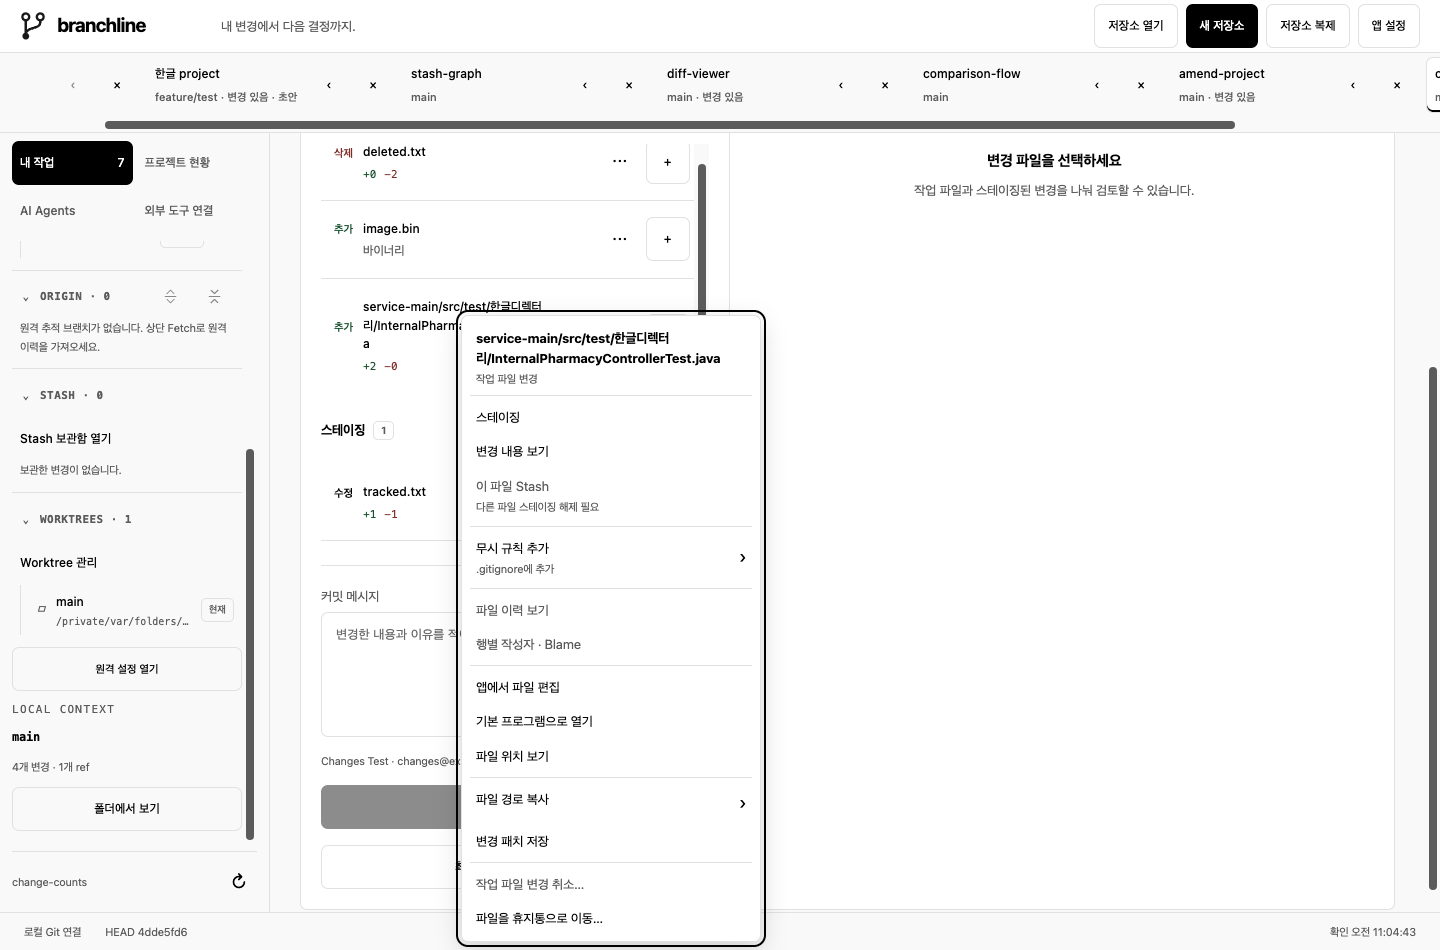 branchline
내 변경에서 다음 결정까지.
저장소 열기
새 저장소
저장소 복제
앱 설정
한글 project
feature/test · 변경 있음 · 초안
stash-graph
main
diff-viewer
main · 변경 있음
comparison-flow
main
amend-project
main · 변경 있음
내 작업 7
프로젝트 현황
AI Agents
외부 도구 연결
ORIGIN · 0
원격 추적 브랜치가 없습니다. 상단 Fetch로 원격
이력을 가져오세요.
STASH · 0
Stash 보관함 열기
보관한 변경이 없습니다.
WORKTREES · 1
Worktree 관리
main
/private/var/folders/…
현재
원격 설정 열기
LOCAL CONTEXT
main
4개 변경 · 1개 ref
폴더에서 보기
change-counts
삭제 deleted.txt
+0 −2
추가 image.bin
바이너리
추가
service-main/src/test/한글디렉터
리/InternalPharma
a
+2 −0
스테이징 1
수정 tracked.txt
+1 −1
커밋 메시지
변경한 내용과 이유를 적
Changes Test · changes@ex
변경 파일을 선택하세요
작업 파일과 스테이징된 변경을 나눠 검토할 수 있습니다.
service-main/src/test/한글디렉터
리/InternalPharmacyControllerTest.java
작업 파일 변경
스테이징
변경 내용 보기
이 파일 Stash
다른 파일 스테이징 해제 필요
무시 규칙 추가
.gitignore에 추가
파일 이력 보기
행별 작성자 · Blame
앱에서 파일 편집
기본 프로그램으로 열기
파일 위치 보기
파일 경로 복사
변경 패치 저장
작업 파일 변경 취소…
파일을 휴지통으로 이동…
로컬 Git 연결
HEAD 4dde5fd6
확인 오전 11:04:43